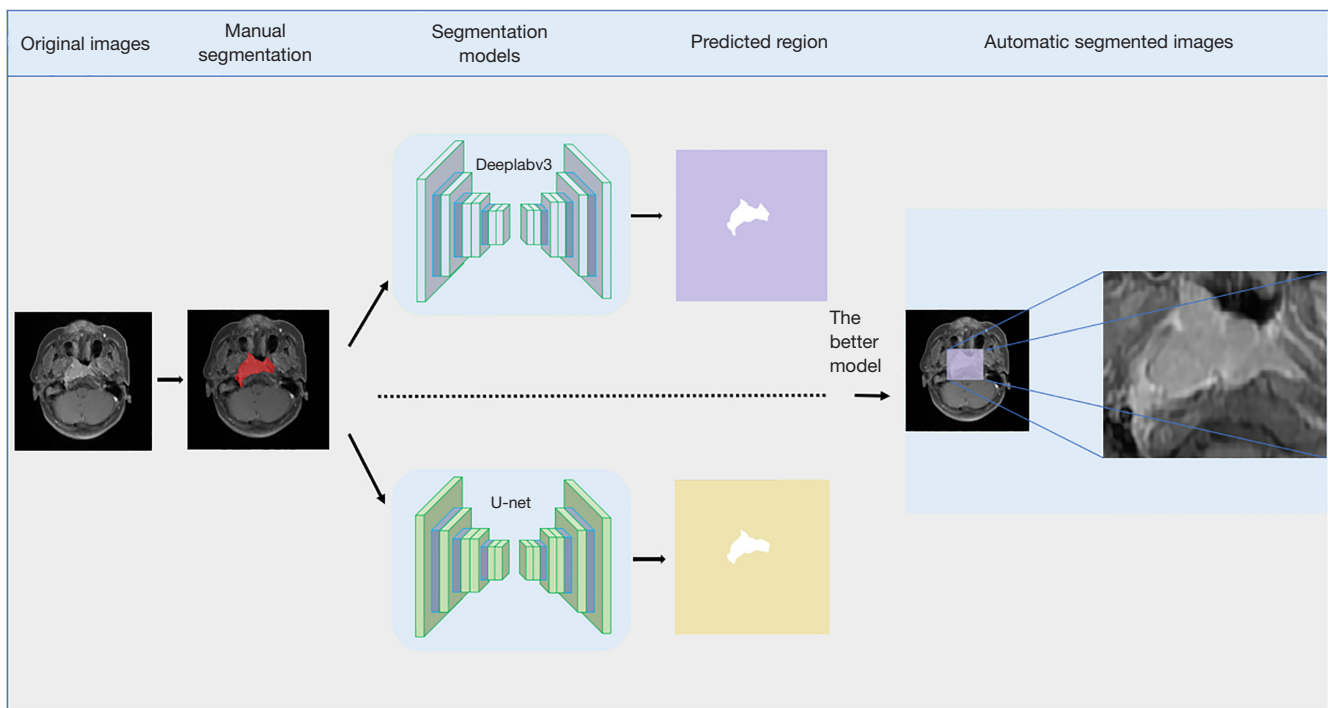 Original images
Manual
segmentation
Segmentation
models
Predicted region
Automatic segmented images
Deeplabv3
The
better
model
U-net